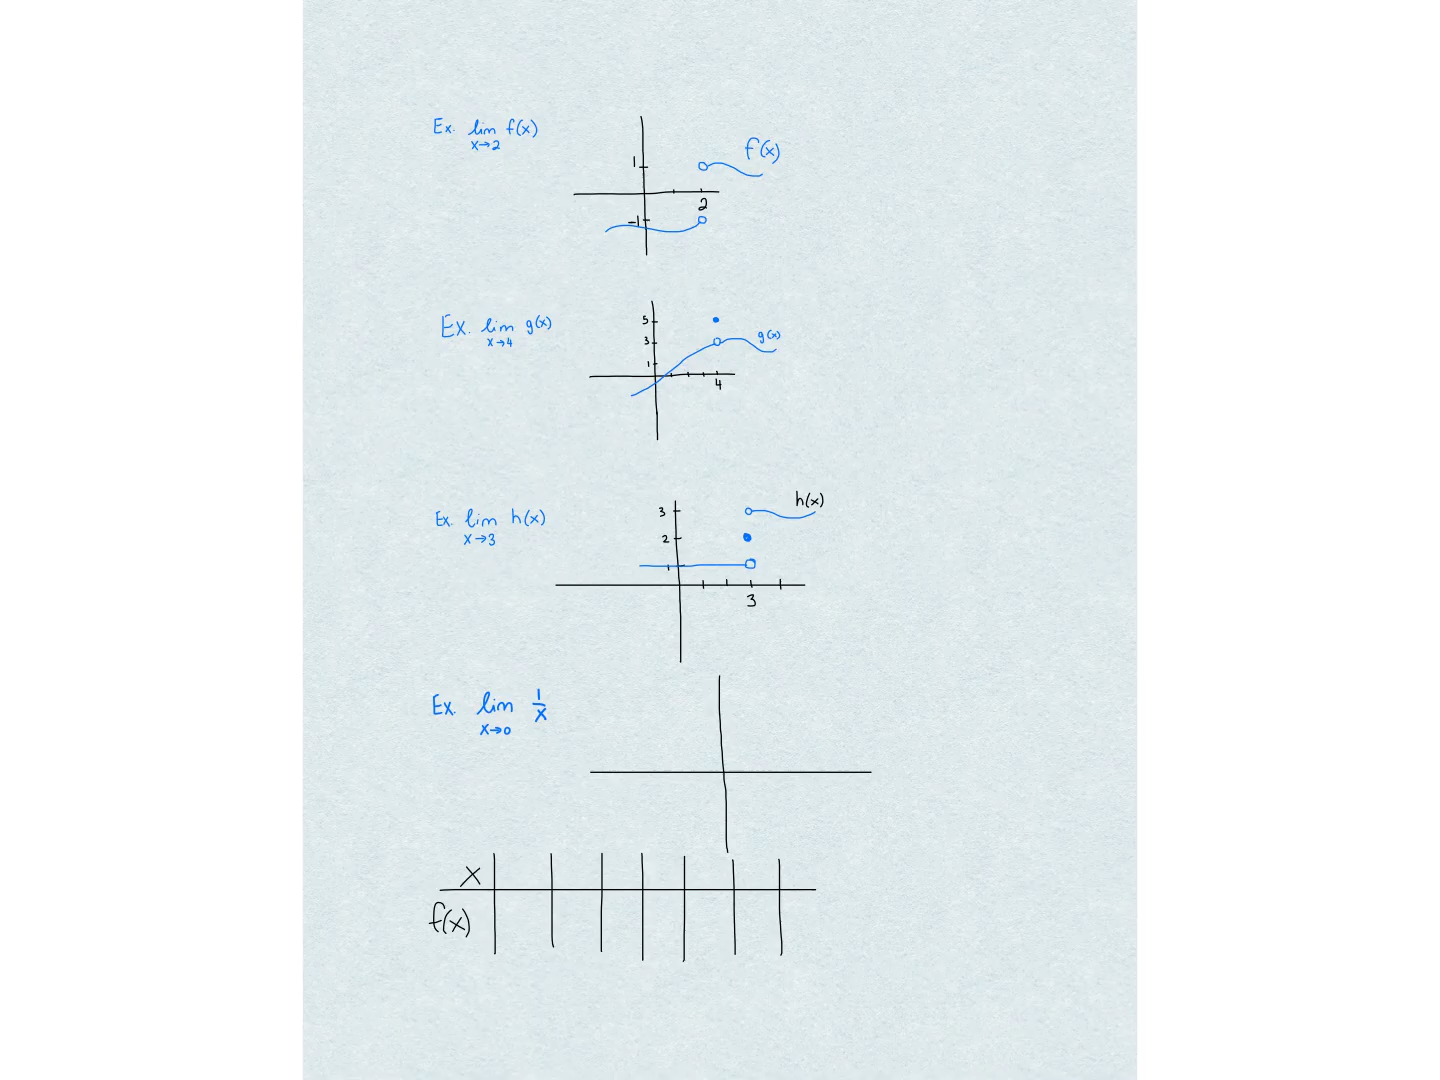 Ex. lim f(x)
x→2
1
f(x)
2
-1
Ex. lim g(x)
x→4
5
3
1
g(x)
4
Ex. lim h(x)
x→3
3
2
1
h(x)
3
Ex. lim 1/x
x→0
x
f(x)